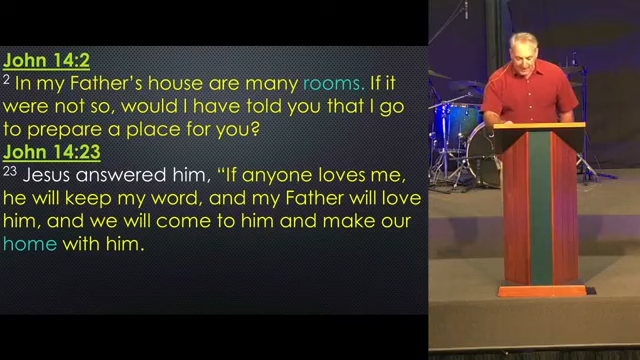 John 14:2
2 In my Father’s house are many rooms. If it
were not so, would I have told you that I go
to prepare a place for you?
John 14:23
23 Jesus answered him, “If anyone loves me,
he will keep my word, and my Father will love
him, and we will come to him and make our
home with him.